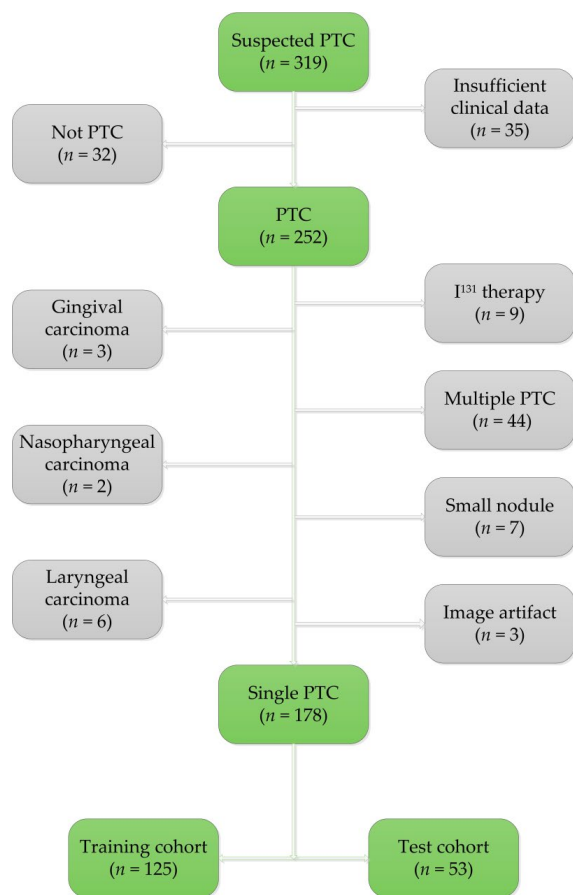 Suspected PTC
(n = 319)
Insufficient
clinical data
(n = 35)
Not PTC
(n = 32)
PTC
(n = 252)
I¹³¹ therapy
(n = 9)
Gingival
carcinoma
(n = 3)
Multiple PTC
(n = 44)
Nasopharyngeal
carcinoma
(n = 2)
Small nodule
(n = 7)
Laryngeal
carcinoma
(n = 6)
Image artifact
(n = 3)
Single PTC
(n = 178)
Training cohort
(n = 125)
Test cohort
(n = 53)